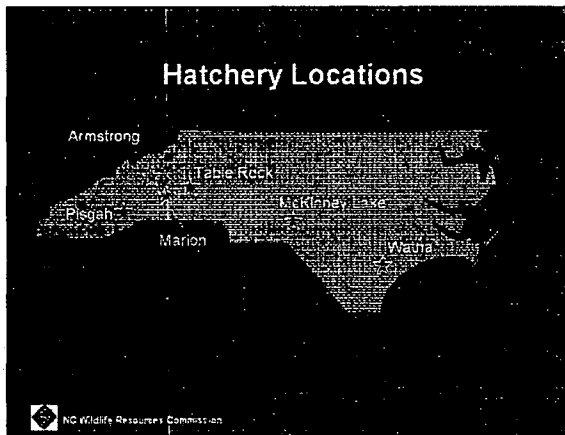 Hatchery Locations
Armstrong
Table Rock
Pisgah
McKinney Lake
Marion
Watha
NC Wildlife Resources Commission